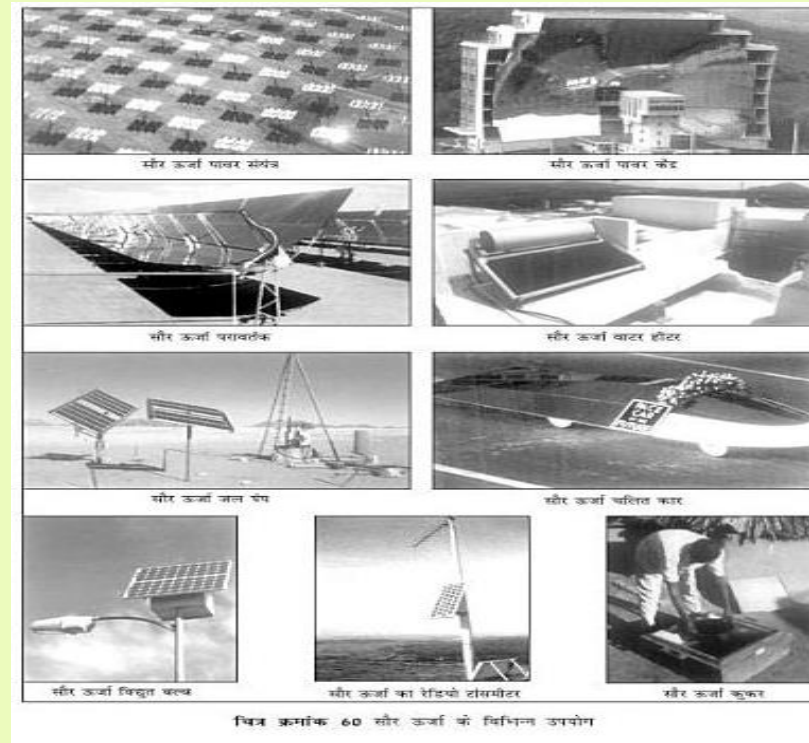 सौर ऊर्जा पावर संयंत्र
सौर ऊर्जा पावर केंद्र
सौर ऊर्जा परावर्तक
सौर ऊर्जा वाटर हीटर
सौर ऊर्जा जल पंप
सौर ऊर्जा चलित कार
सौर ऊर्जा विद्युत बल्ब
सौर ऊर्जा का रेडियो टांसमीटर
सौर ऊर्जा कुकर
चित्र क्रमांक 60 सौर ऊर्जा के विभिन्न उपयोग